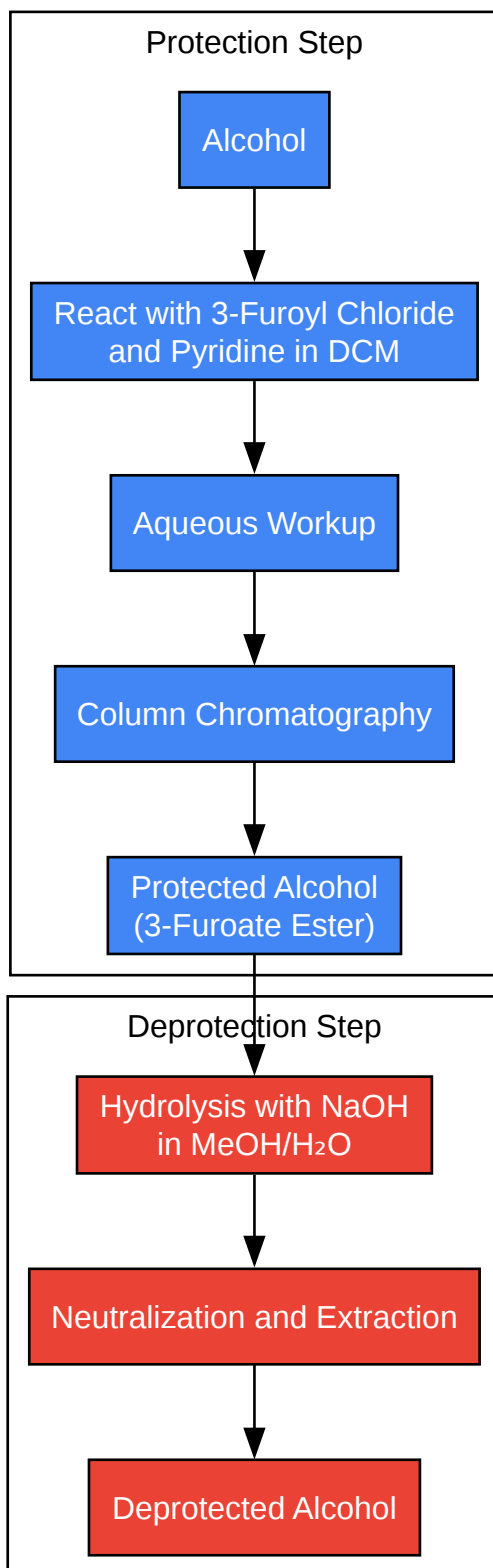 Protection Step
Alcohol
React with 3-Furoyl Chloride
and Pyridine in DCM
Aqueous Workup
Column Chromatography
Protected Alcohol
(3-Furoate Ester)
Deprotection Step
Hydrolysis with NaOH
in MeOH/H₂O
Neutralization and Extraction
Deprotected Alcohol